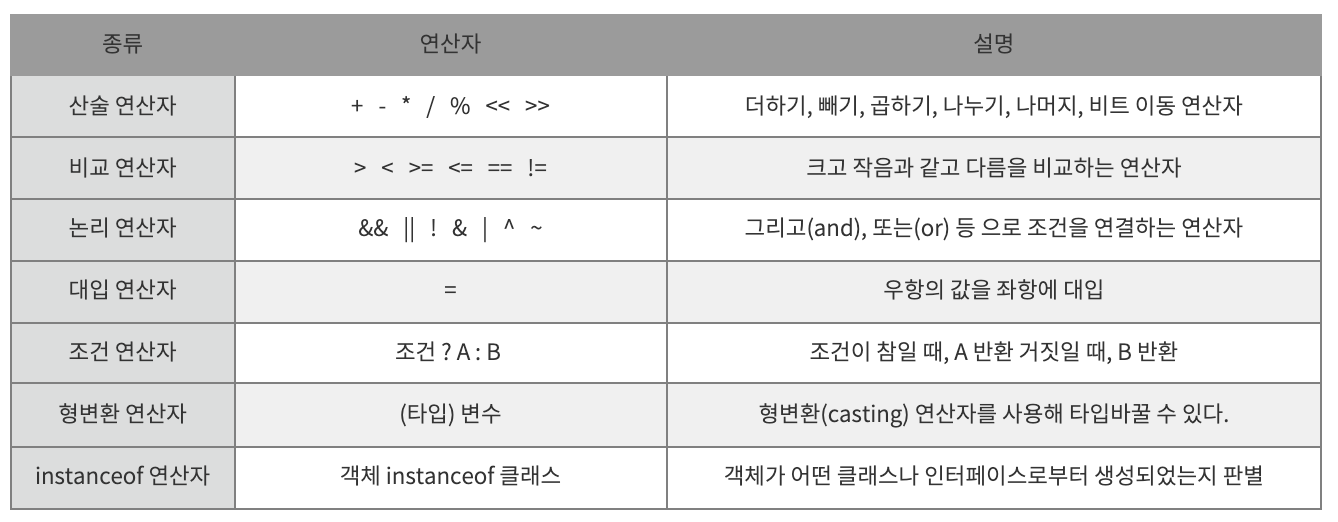 종류 연산자 설명
산술 연산자 + - * / % << >> 더하기, 빼기, 곱하기, 나누기, 나머지, 비트 이동 연산자
비교 연산자 > < >= <= == != 크고 작음과 같고 다름을 비교하는 연산자
논리 연산자 && || ! & | ^ ~ 그리고(and), 또는(or) 등 으로 조건을 연결하는 연산자
대입 연산자 = 우항의 값을 좌항에 대입
조건 연산자 조건 ? A : B 조건이 참일 때, A 반환 거짓일 때, B 반환
형변환 연산자 (타입) 변수 형변환(casting) 연산자를 사용해 타입바꿀 수 있다.
instanceof 연산자 객체 instanceof 클래스 객체가 어떤 클래스나 인터페이스로부터 생성되었는지 판별